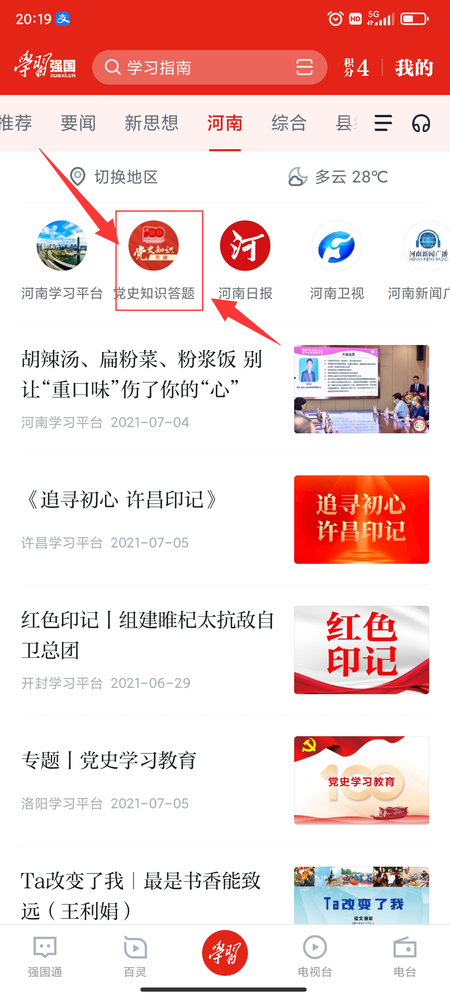 20:19
支
HD
5G
學習强国
xuexi.cn
学习指南
积分 4
我的
推荐
要闻
新思想
河南
综合
县
切换地区
多云 28℃
100
党史知识
答题
河
河南新闻广播
HENAN NEWS RADIO
河南学习平台
党史知识答题
河南日报
河南卫视
河南新闻广
胡辣汤、扁粉菜、粉浆饭 别
让“重口味”伤了你的“心”
河南学习平台 2021-07-04
大会主席
《追寻初心 许昌印记》
许昌学习平台 2021-07-05
追寻初心
许昌印记
红色印记丨组建睢杞太抗敌自
卫总团
开封学习平台 2021-06-29
红色
印记
专题丨党史学习教育
洛阳学习平台 2021-07-05
100
党史学习教育
Ta改变了我｜最是书香能致
远（王利娟）
Ta改变了我
征文活动
强国通
百灵
學習
电视台
电台